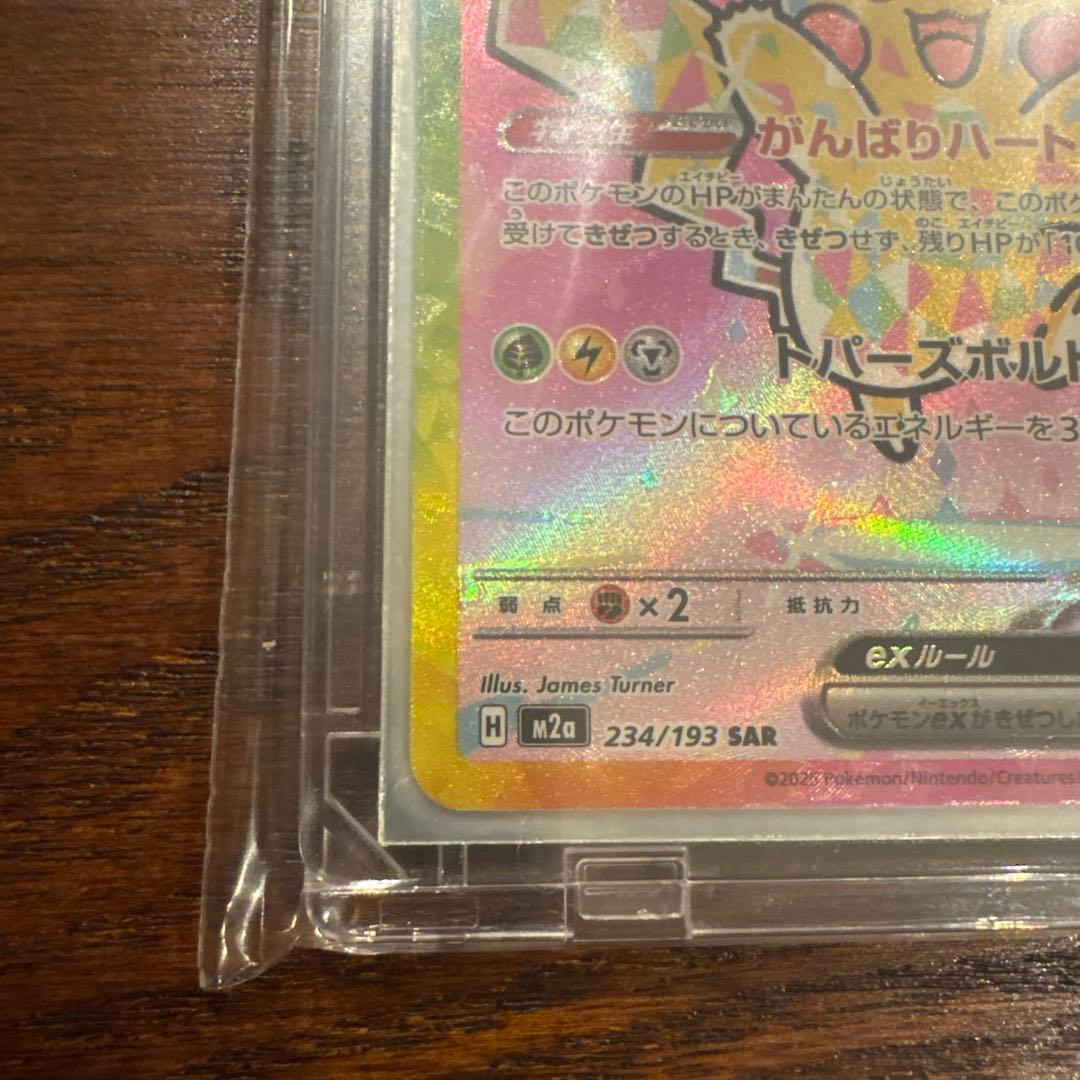 特性
がんばりハート
このポケモンのHPがまんたんの状態で、このポケ
受けてきぜつするとき、きぜつせず、残りHPが「10
トパーズボルト
このポケモンについているエネルギーを3
弱点 ×2 抵抗力
exルール
ポケモンexがきぜつし
Illus. James Turner
H M2a 234/193 SAR
©2025 Pokémon/Nintendo/Creatures